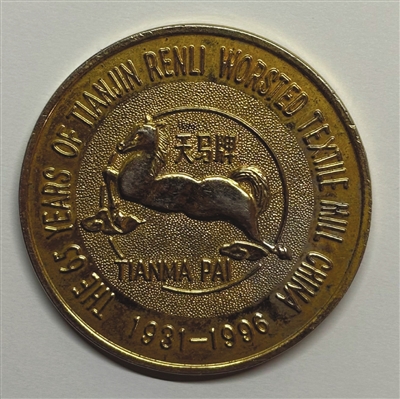 THE 65 YEARS OF TIANJIN RENLI WORSTED TEXTILE MILL CHINA
天马牌
TIANMA PAI
1931-1996